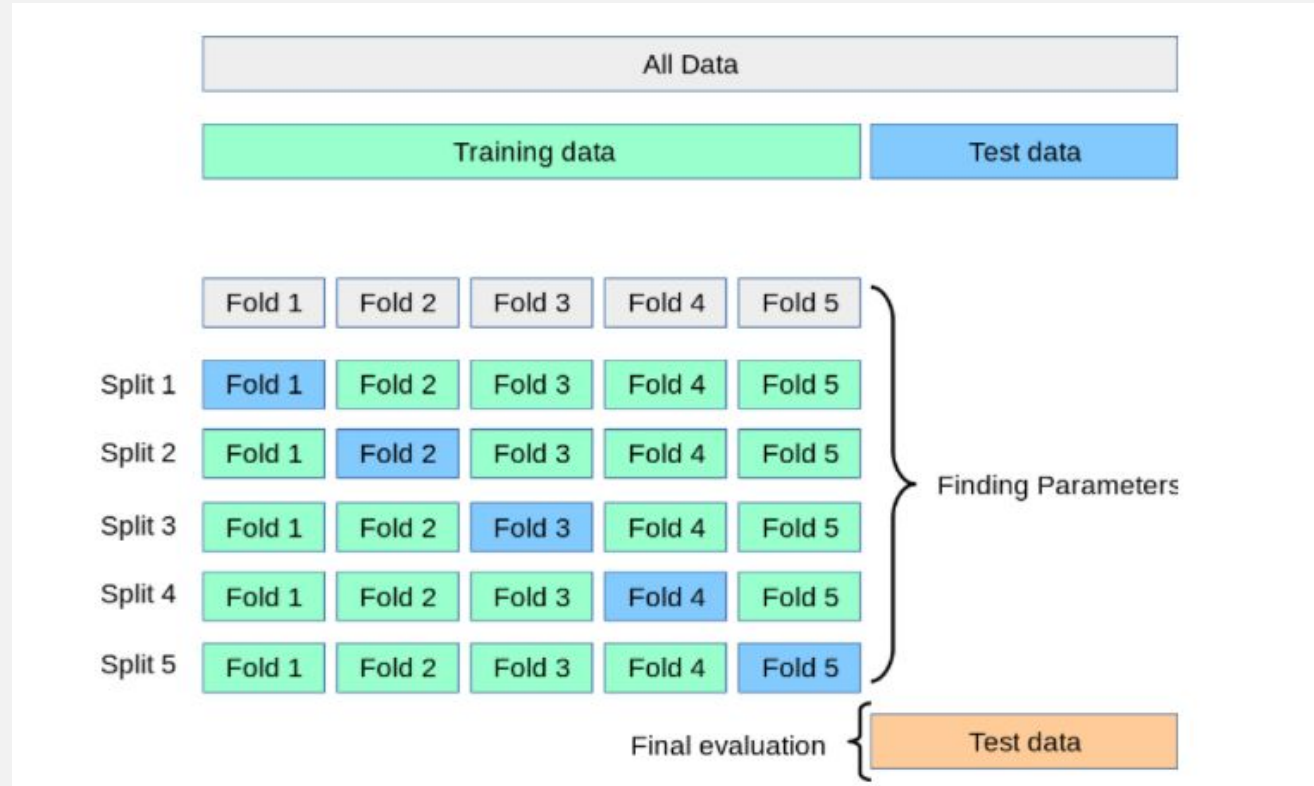 All Data
Training data Test data
Fold 1 Fold 2 Fold 3 Fold 4 Fold 5
Split 1 Fold 1 Fold 2 Fold 3 Fold 4 Fold 5
Split 2 Fold 1 Fold 2 Fold 3 Fold 4 Fold 5
Split 3 Fold 1 Fold 2 Fold 3 Fold 4 Fold 5
Split 4 Fold 1 Fold 2 Fold 3 Fold 4 Fold 5
Split 5 Fold 1 Fold 2 Fold 3 Fold 4 Fold 5
Finding Parameters
Final evaluation Test data